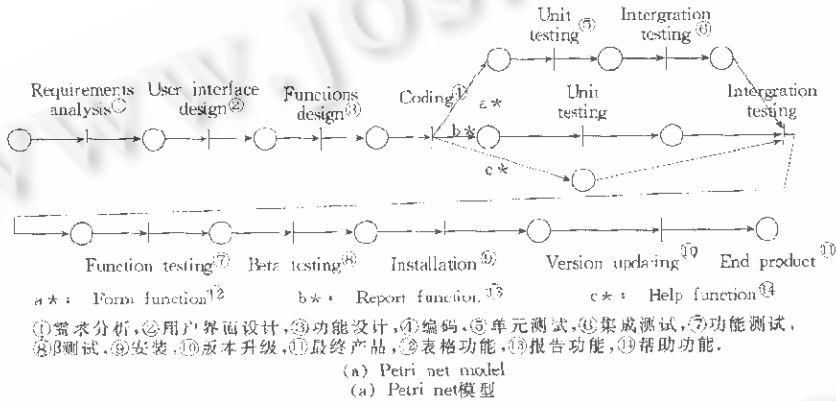 www.jos
Unit
testing⑤
Intergration
testing⑥
Requirements
analysis①
User interface
design②
Functions
design③
Coding④
Unit
testing
Intergration
testing
a*
b*
c*
Function testing⑦
Beta testing⑧
Installation⑨
Version updating⑩
End product⑪
a*: Form function⑫
b*: Report function⑬
c*: Help function⑭
①需求分析,②用户界面设计,③功能设计,④编码,⑤单元测试,⑥集成测试,⑦功能测试,
⑧β测试,⑨安装,⑩版本升级,⑪最终产品,⑫表格功能,⑬报告功能,⑭帮助功能.
(a) Petri net model
(a) Petri net模型